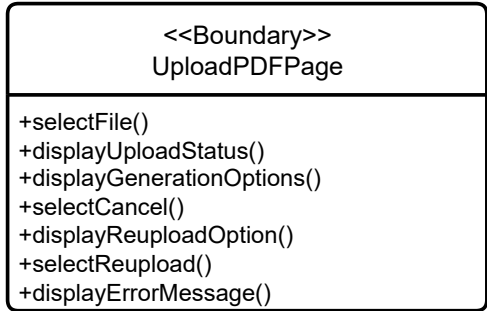 <<Boundary>>
UploadPDFPage
+selectFile()
+displayUploadStatus()
+displayGenerationOptions()
+selectCancel()
+displayReuploadOption()
+selectReupload()
+displayErrorMessage()